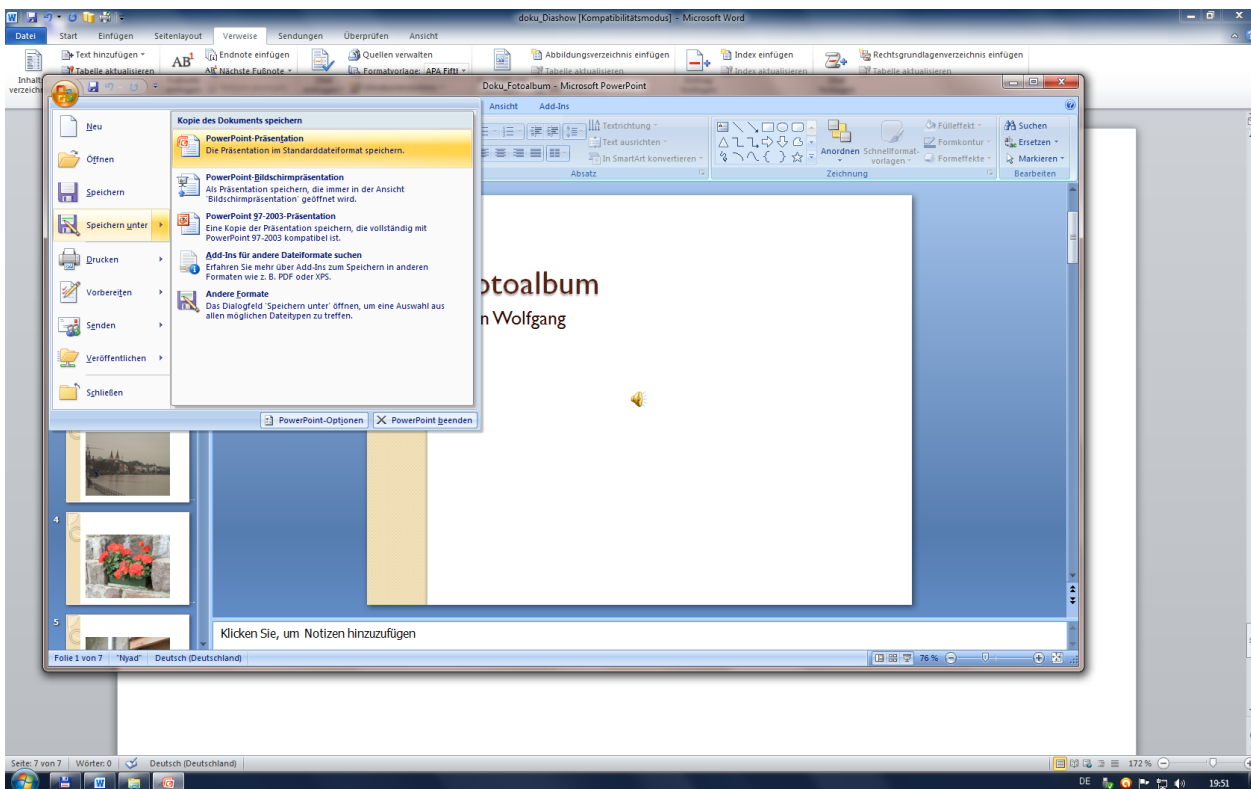 doku_Diashow [Kompatibilitätsmodus] - Microsoft Word
Datei Start Einfügen Seitenlayout Verweise Sendungen Überprüfen Ansicht
Text hinzufügen Endnote einfügen Quellen verwalten Abbildungsverzeichnis einfügen Index einfügen Rechtsgrundlagenverzeichnis einfügen
AB¹
Tabelle aktualisieren Nächste Fußnote Formatvorlage: APA Fifth Tabelle aktualisieren Index aktualisieren Tabelle aktualisieren
Doku_Fotoalbum - Microsoft PowerPoint
Ansicht Add-Ins
Textrichtung
Text ausrichten
In SmartArt konvertieren
Absatz
Anordnen
Schnellformat-
vorlagen
Fülleffekt
Formkontur
Formeffekte
Zeichnung
Suchen
Ersetzen
Markieren
Bearbeiten
Neu
Öffnen
Speichern
Speichern unter
Drucken
Vorbereiten
Senden
Veröffentlichen
Schließen
Kopie des Dokuments speichern
PowerPoint-Präsentation
Die Präsentation im Standarddateiformat speichern.
PowerPoint-Bildschirmpräsentation
Als Präsentation speichern, die immer in der Ansicht
'Bildschirmpräsentation' geöffnet wird.
PowerPoint 97-2003-Präsentation
Eine Kopie der Präsentation speichern, die vollständig mit
PowerPoint 97-2003 kompatibel ist.
Add-Ins für andere Dateiformate suchen
Erfahren Sie mehr über Add-Ins zum Speichern in anderen
Formaten wie z. B. PDF oder XPS.
Andere Formate
Das Dialogfeld 'Speichern unter' öffnen, um eine Auswahl aus
allen möglichen Dateitypen zu treffen.
PowerPoint-Optionen PowerPoint beenden
otoalbum
n Wolfgang
4
5
Klicken Sie, um Notizen hinzuzufügen
Folie 1 von 7 "Nyad" Deutsch (Deutschland) 76 %
Seite: 7 von 7 Wörter: 0 Deutsch (Deutschland) 172 %
DE 19:51